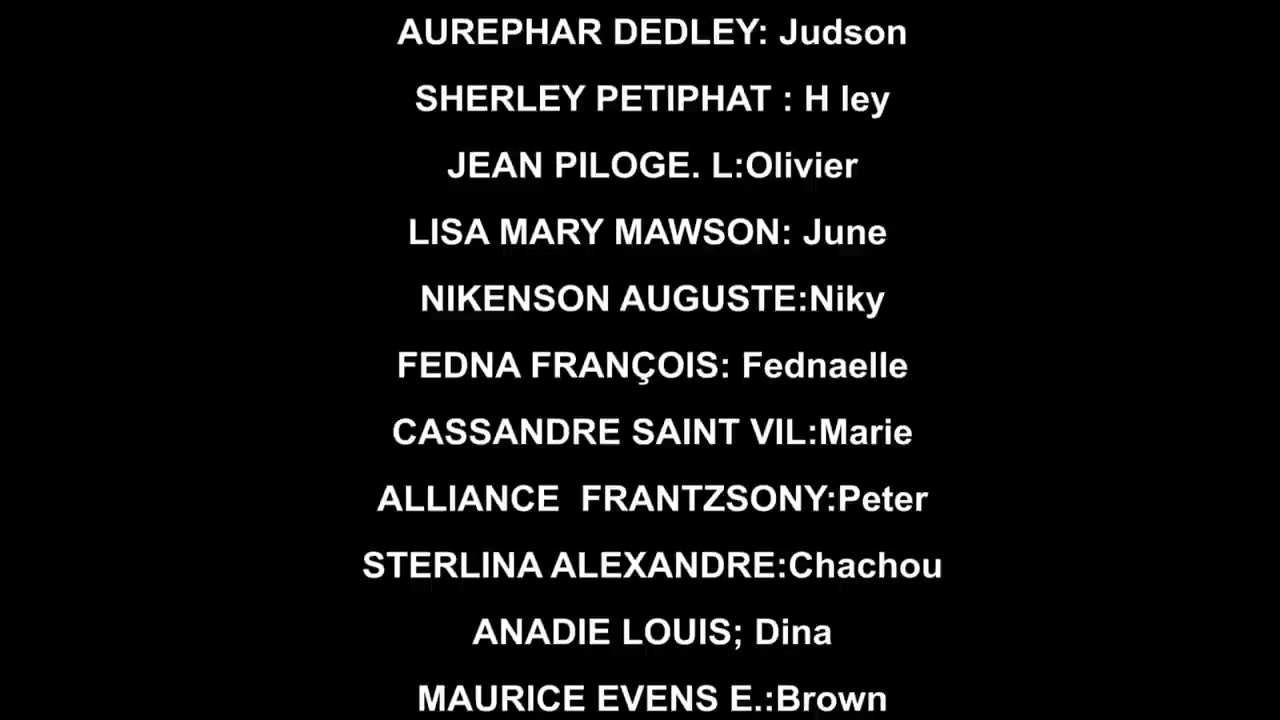 AUREPHAR DEDLEY: Judson
SHERLEY PETIPHAT : H ley
JEAN PILOGE. L:Olivier
LISA MARY MAWSON: June
NIKENSON AUGUSTE:Niky
FEDNA FRANÇOIS: Fednaelle
CASSANDRE SAINT VIL:Marie
ALLIANCE  FRANTZSONY:Peter
STERLINA ALEXANDRE:Chachou
ANADIE LOUIS; Dina
MAURICE EVENS E.:Brown